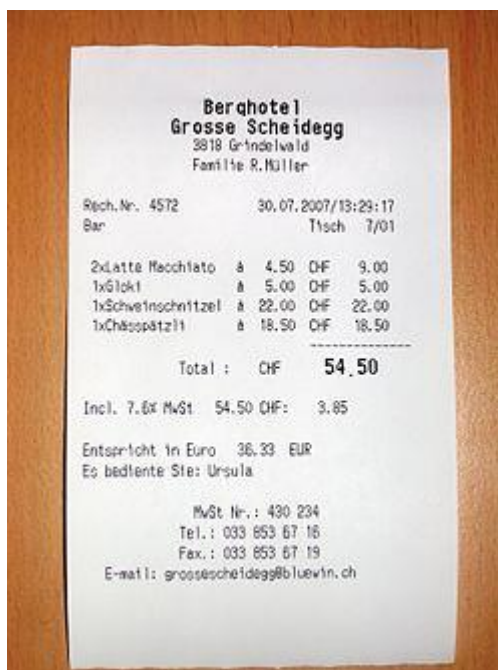 Berghotel
Grosse Scheidegg
3818 Grindelwald
Familie R.Müller
Rech.Nr. 4572 30.07.2007/13:29:17
Bar Tisch 7/01
2xLatte Macchiato à 4.50 CHF 9.00
1xGloki à 5.00 CHF 5.00
1xSchweinschnitzel à 22.00 CHF 22.00
1xChässpätzli à 18.50 CHF 18.50
Total : CHF 54.50
Incl. 7.6% MwSt 54.50 CHF: 3.85
Entspricht in Euro 36.33 EUR
Es bediente Sie: Ursula
MwSt Nr.: 430 234
Tel.: 033 853 67 16
Fax.: 033 853 67 19
E-mail: grossescheidegg@bluewin.ch